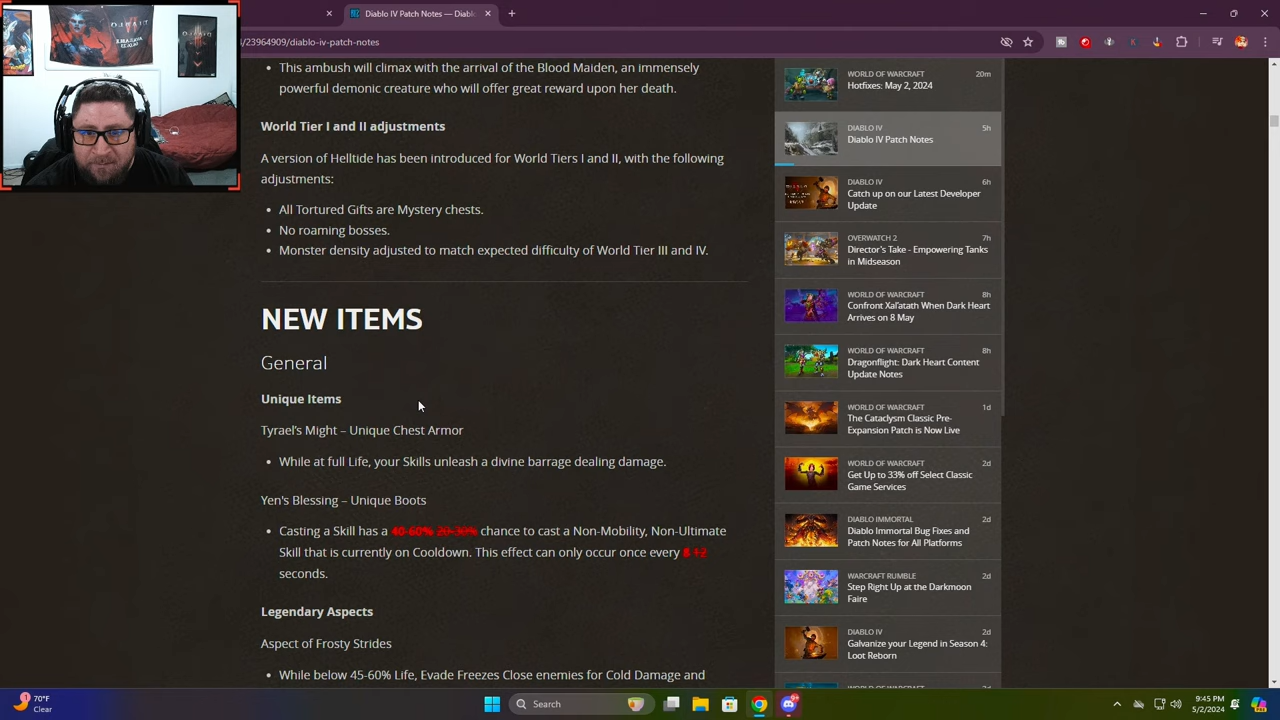 Diablo IV Patch Notes — Diabl
/23964909/diablo-iv-patch-notes
This ambush will climax with the arrival of the Blood Maiden, an immensely
powerful demonic creature who will offer great reward upon her death.
World Tier I and II adjustments
A version of Helltide has been introduced for World Tiers I and II, with the following
adjustments:
All Tortured Gifts are Mystery chests.
No roaming bosses.
Monster density adjusted to match expected difficulty of World Tier III and IV.
NEW ITEMS
General
Unique Items
Tyrael's Might – Unique Chest Armor
While at full Life, your Skills unleash a divine barrage dealing damage.
Yen's Blessing – Unique Boots
Casting a Skill has a 40-60% 20-30% chance to cast a Non-Mobility, Non-Ultimate
Skill that is currently on Cooldown. This effect can only occur once every 8 12
seconds.
Legendary Aspects
Aspect of Frosty Strides
While below 45-60% Life, Evade Freezes Close enemies for Cold Damage and
WORLD OF WARCRAFT 20m
Hotfixes: May 2, 2024
DIABLO IV 5h
Diablo IV Patch Notes
DIABLO IV 6h
Catch up on our Latest Developer
Update
OVERWATCH 2 7h
Director's Take - Empowering Tanks
in Midseason
WORLD OF WARCRAFT 8h
Confront Xal'atath When Dark Heart
Arrives on 8 May
WORLD OF WARCRAFT 8h
Dragonflight: Dark Heart Content
Update Notes
WORLD OF WARCRAFT 1d
The Cataclysm Classic Pre-
Expansion Patch is Now Live
WORLD OF WARCRAFT 2d
Get Up to 33% off Select Classic
Game Services
DIABLO IMMORTAL 2d
Diablo Immortal Bug Fixes and
Patch Notes for All Platforms
WARCRAFT RUMBLE 2d
Step Right Up at the Darkmoon
Faire
DIABLO IV 2d
Galvanize your Legend in Season 4:
Loot Reborn
70°F
Clear
Search
9:45 PM
5/2/2024